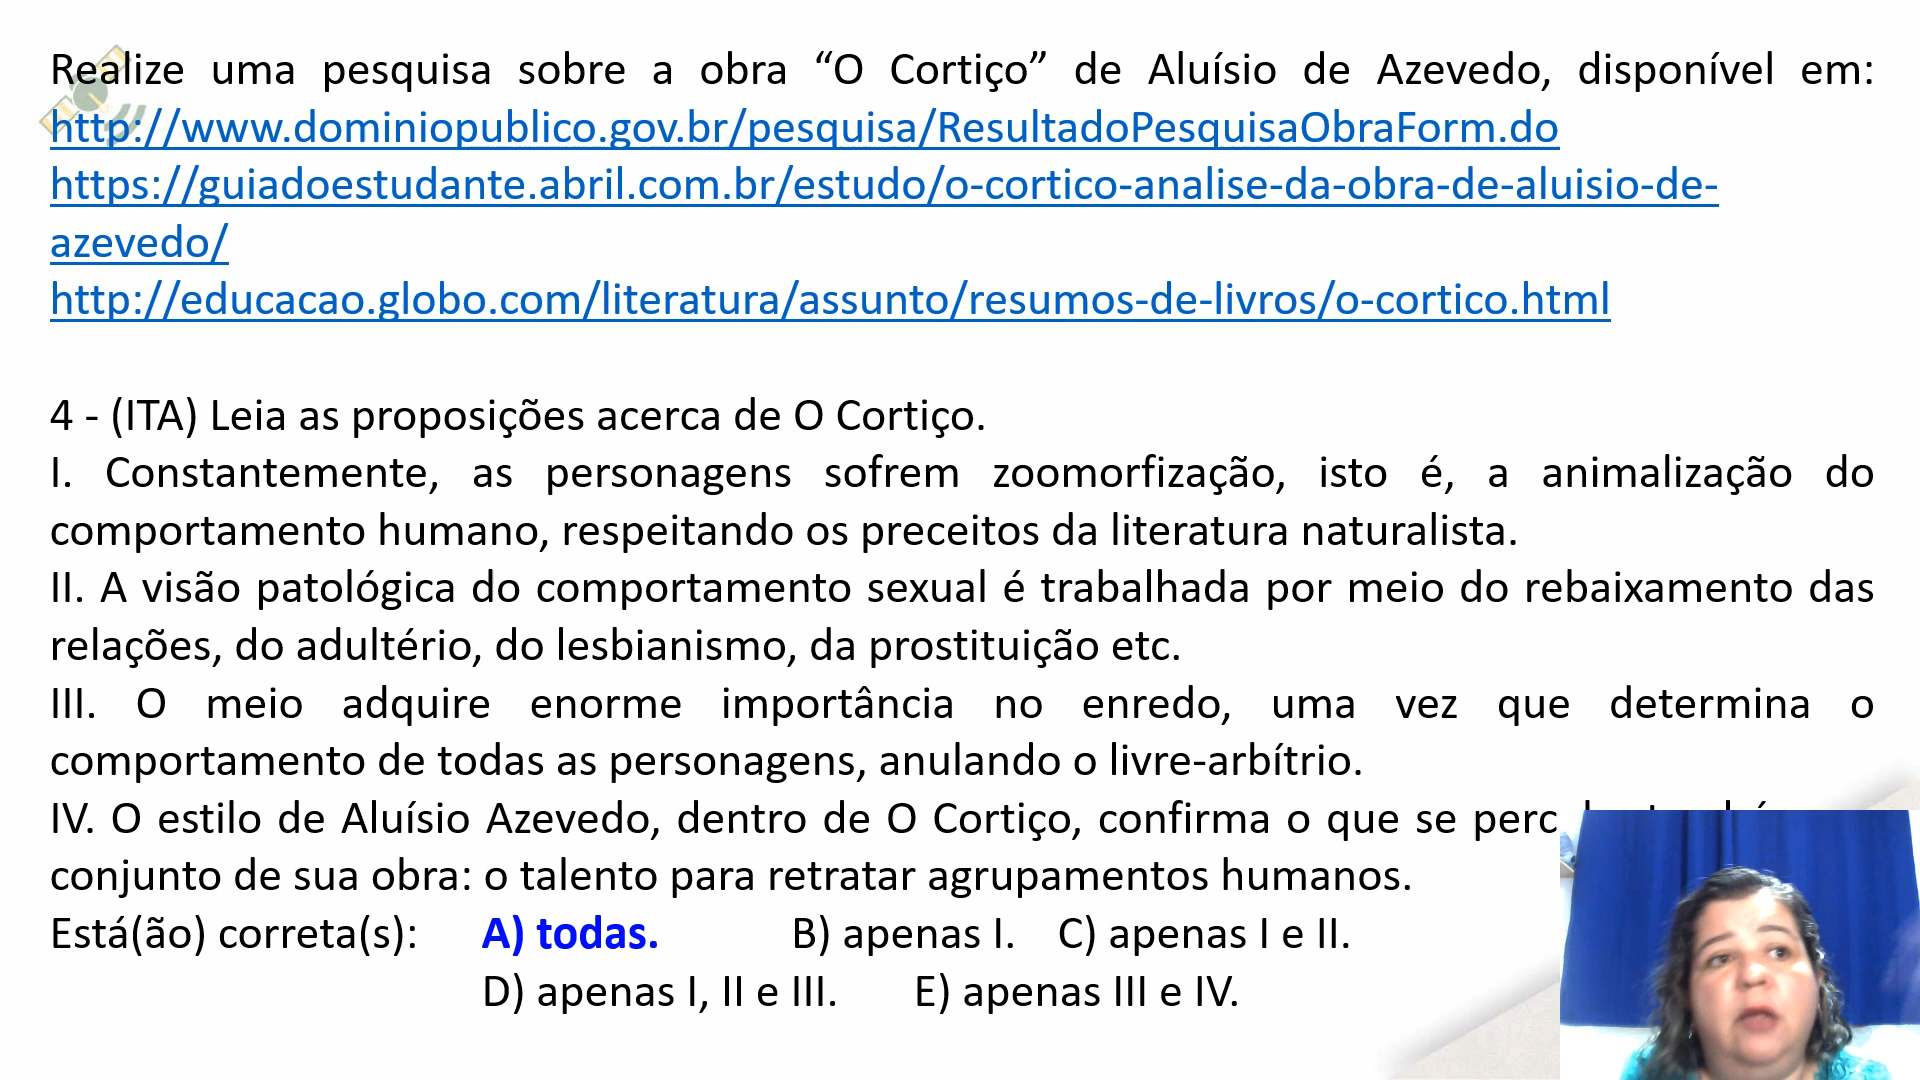 Realize uma pesquisa sobre a obra “O Cortiço” de Aluísio de Azevedo, disponível em:
http://www.dominiopublico.gov.br/pesquisa/ResultadoPesquisaObraForm.do
https://guiadoestudante.abril.com.br/estudo/o-cortico-analise-da-obra-de-aluisio-de-
azevedo/
http://educacao.globo.com/literatura/assunto/resumos-de-livros/o-cortico.html
4 - (ITA) Leia as proposições acerca de O Cortiço.
I. Constantemente, as personagens sofrem zoomorfização, isto é, a animalização do
comportamento humano, respeitando os preceitos da literatura naturalista.
II. A visão patológica do comportamento sexual é trabalhada por meio do rebaixamento das
relações, do adultério, do lesbianismo, da prostituição etc.
III. O meio adquire enorme importância no enredo, uma vez que determina o
comportamento de todas as personagens, anulando o livre-arbítrio.
IV. O estilo de Aluísio Azevedo, dentro de O Cortiço, confirma o que se
conjunto de sua obra: o talento para retratar agrupamentos humanos.
Está(ão) correta(s): A) todas. B) apenas I. C) apenas I e II.
D) apenas I, II e III. E) apenas III e IV.